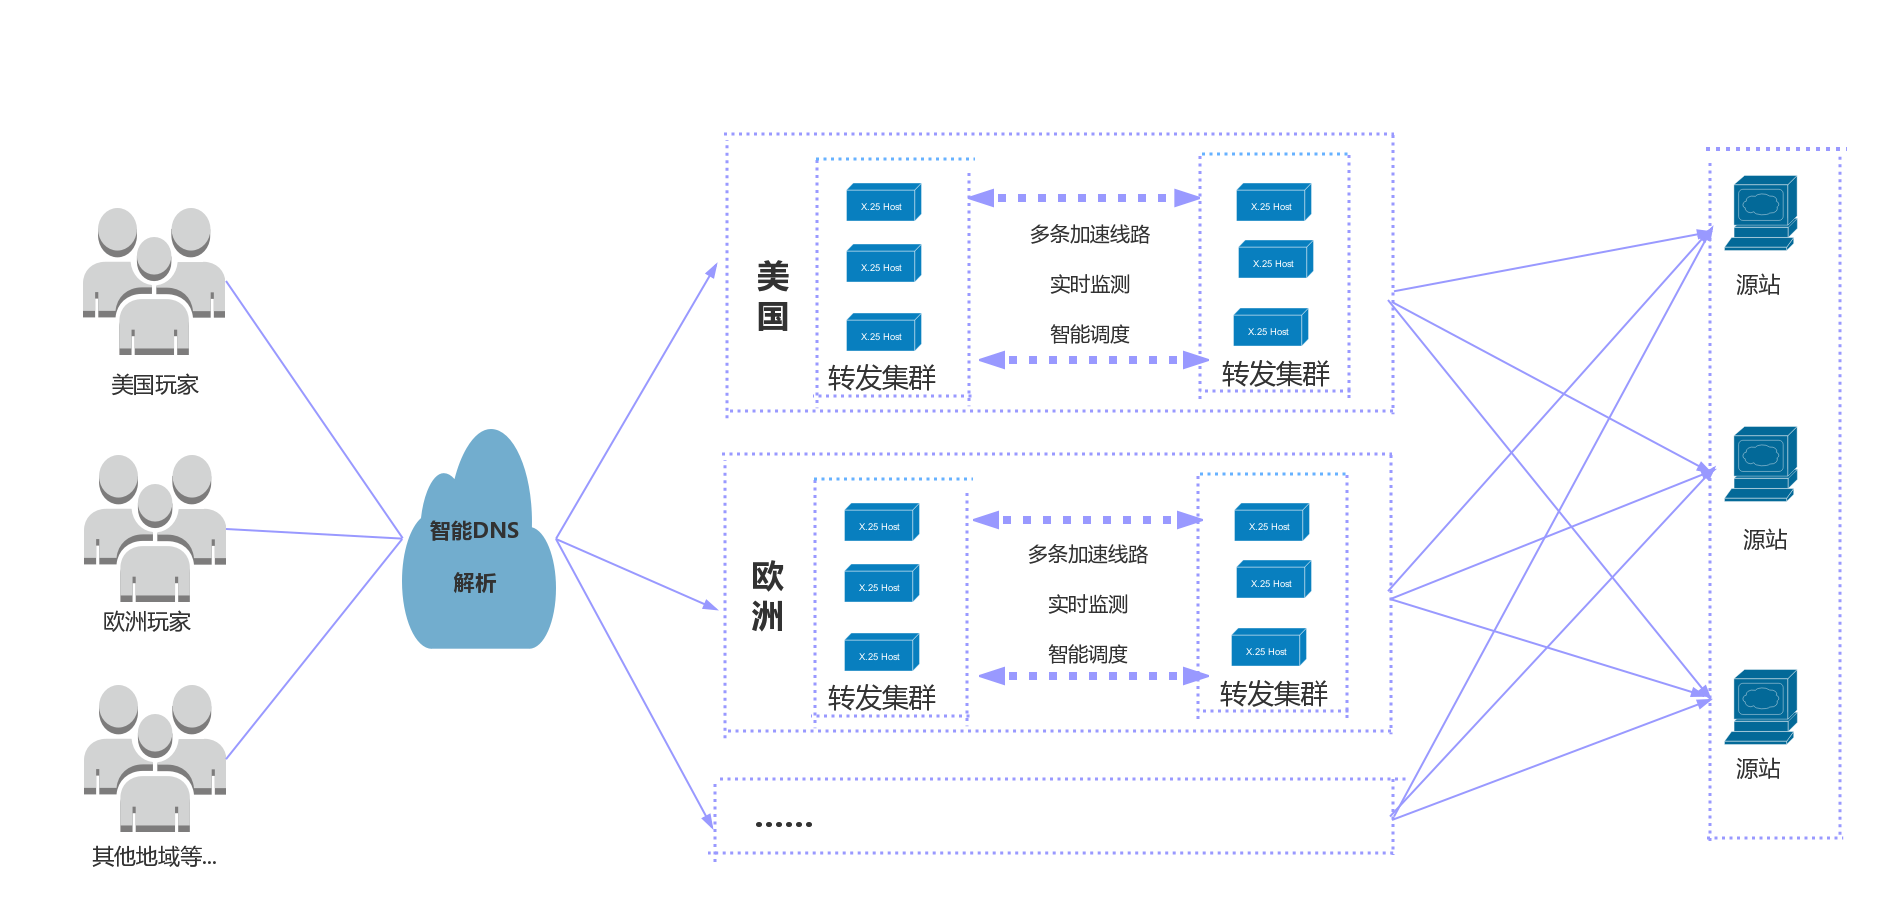 美国玩家
欧洲玩家
其他地域等...
智能DNS
解析
美
国
X.25 Host
X.25 Host
X.25 Host
转发集群
多条加速线路
实时监测
智能调度
X.25 Host
X.25 Host
X.25 Host
转发集群
欧
洲
X.25 Host
X.25 Host
X.25 Host
转发集群
多条加速线路
实时监测
智能调度
X.25 Host
X.25 Host
X.25 Host
转发集群
......
源站
源站
源站